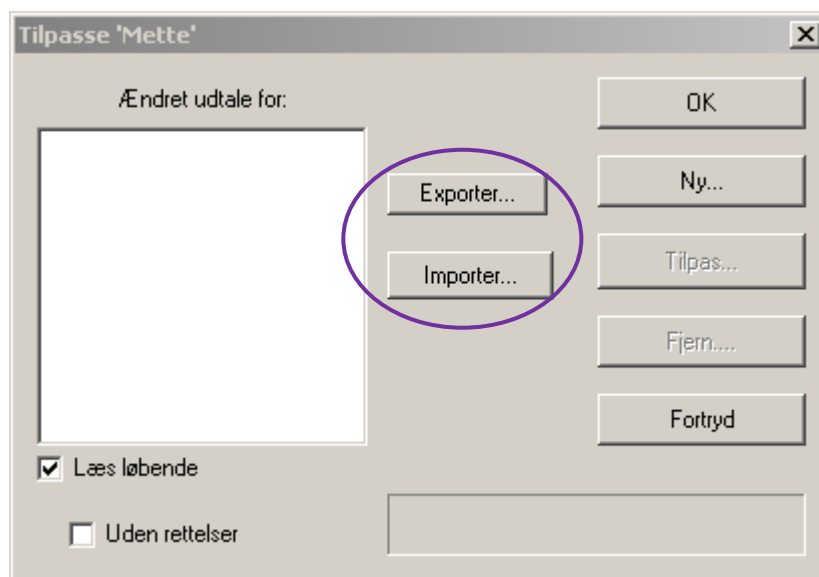 Tilpasse 'Mette'
Ændret udtale for:
OK
Exporter...
Ny...
Importer...
Tilpas...
Fjern....
Fortryd
Læs løbende
Uden rettelser